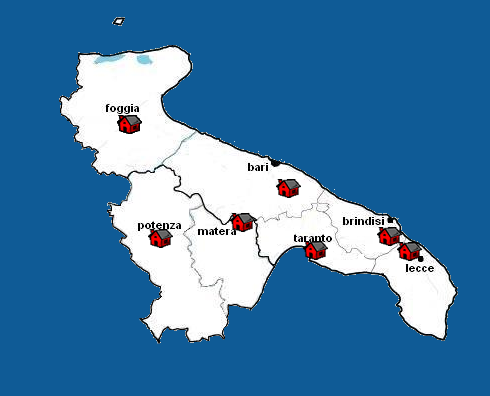 foggia
bari
potenza
matera
taranto
brindisi
lecce